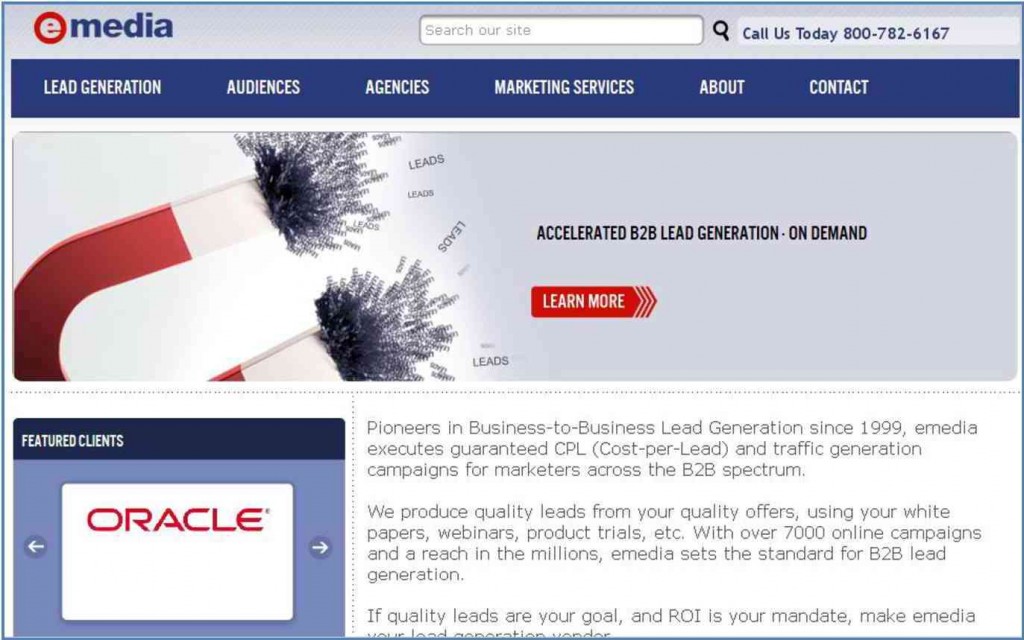 emedia
Search our site
Call Us Today 800-782-6167
LEAD GENERATION AUDIENCES AGENCIES MARKETING SERVICES ABOUT CONTACT
LEADS
LEADS
LEADS
LEADS
LEADS
ACCELERATED B2B LEAD GENERATION · ON DEMAND
LEARN MORE
FEATURED CLIENTS
ORACLE®
Pioneers in Business-to-Business Lead Generation since 1999, emedia
executes guaranteed CPL (Cost-per-Lead) and traffic generation
campaigns for marketers across the B2B spectrum.
We produce quality leads from your quality offers, using your white
papers, webinars, product trials, etc. With over 7000 online campaigns
and a reach in the millions, emedia sets the standard for B2B lead
generation.
If quality leads are your goal, and ROI is your mandate, make emedia
your lead generation vendor.